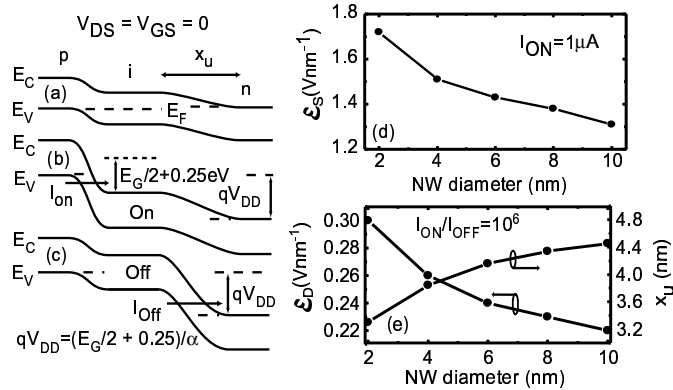 V_DS = V_GS = 0
p i x_u n
E_C
(a)
E_V
E_F
E_C
(b)
E_G/2+0.25eV
E_V
I_on
qV_DD
On
E_C
(c)
E_V
Off
qV_DD
I_Off
qV_DD=(E_G/2 + 0.25)/α
1.8
1.6
1.4
1.2
ℰ_S(Vnm⁻¹)
I_ON=1μA
(d)
2 4 6 8 10
NW diameter (nm)
0.30
0.28
0.26
0.24
0.22
ℰ_D(Vnm⁻¹)
I_ON/I_OFF=10⁶
4.8
4.4
4.0
3.6
3.2
x_u (nm)
(e)
2 4 6 8 10
NW diameter (nm)